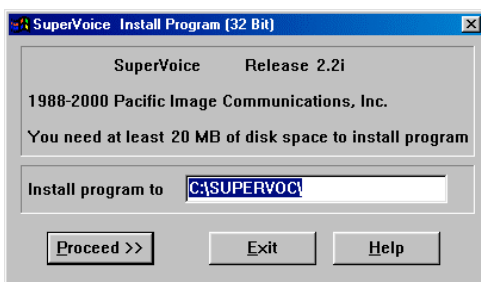 SuperVoice Install Program (32 Bit)
SuperVoice Release 2.2i
1988-2000 Pacific Image Communications, Inc.
You need at least 20 MB of disk space to install program
Install program to C:\SUPERVOC\
Proceed >> Exit Help